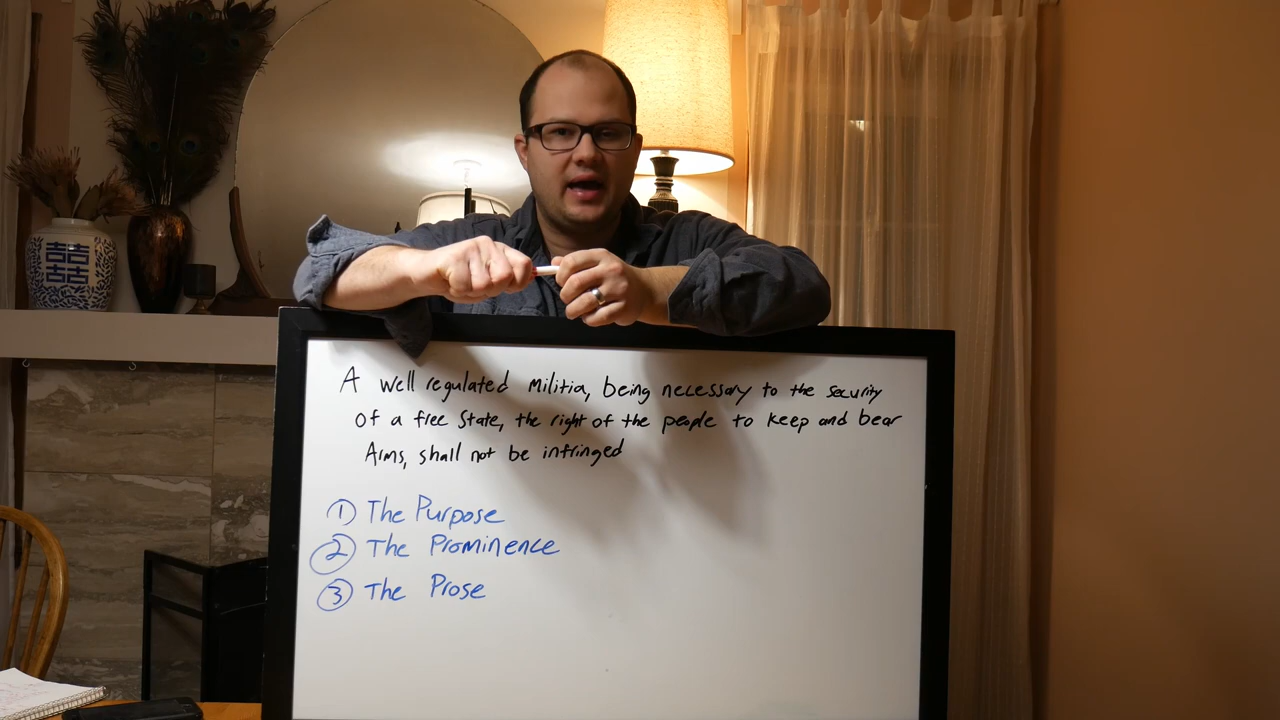 A well regulated Militia, being necessary to the security
of a free State, the right of the people to keep and bear
Arms, shall not be infringed
① The Purpose
② The Prominence
③ The Prose